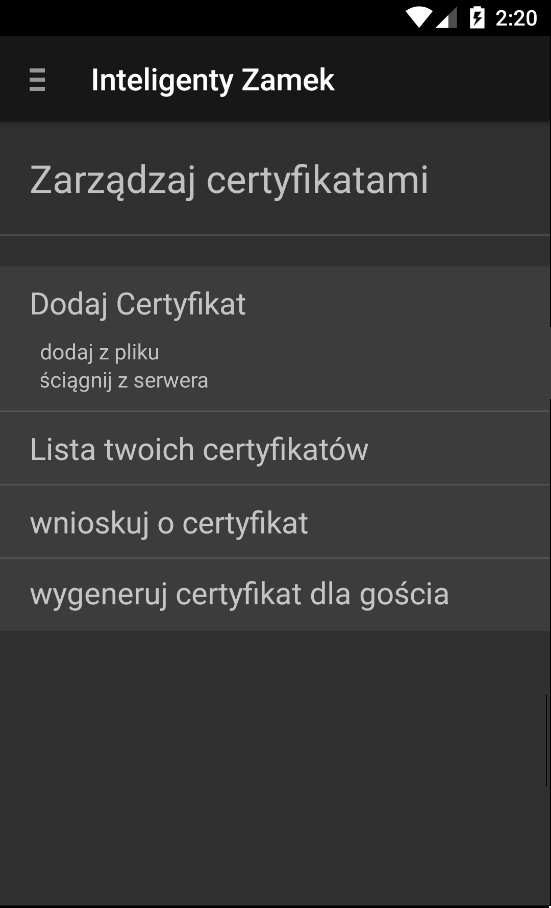 2:20
Inteligenty Zamek
Zarządzaj certyfikatami
Dodaj Certyfikat
dodaj z pliku
ściągnij z serwera
Lista twoich certyfikatów
wnioskuj o certyfikat
wygeneruj certyfikat dla gościa